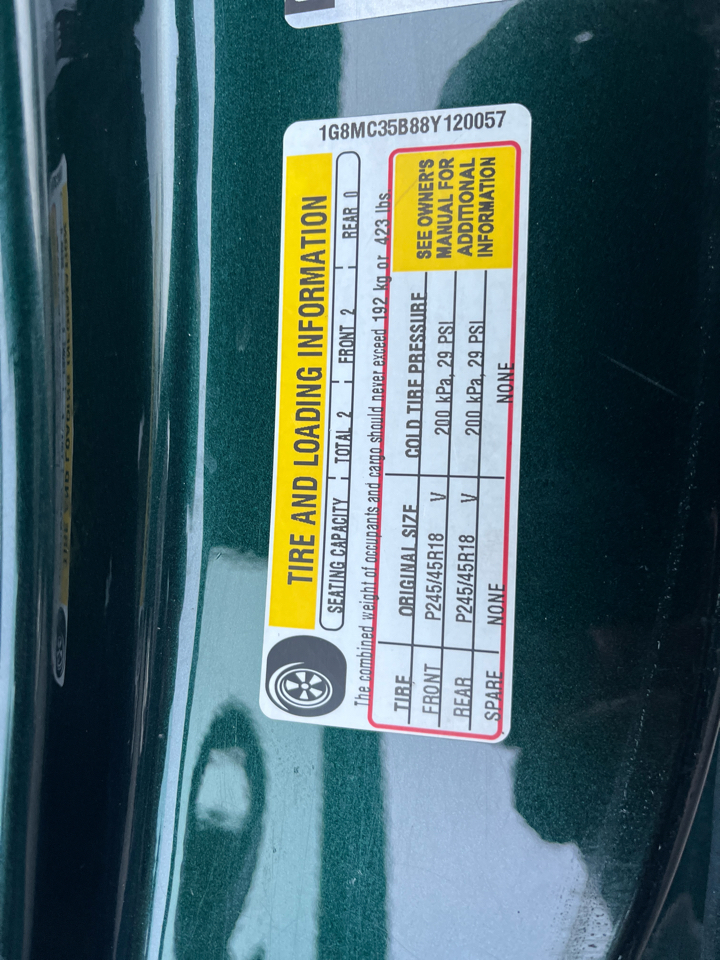 1G8MC35B88Y120057
TIRE AND LOADING INFORMATION
SEATING CAPACITY ¦ TOTAL 2 ¦ FRONT 2 ¦ REAR 0
The combined weight of occupants and cargo should never exceed 192 kg or 423 lbs.
TIRE ORIGINAL SIZE COLD TIRE PRESSURE
FRONT P245/45R18 V 200 kPa, 29 PSI
REAR P245/45R18 V 200 kPa, 29 PSI
SPARE NONE NONE
SEE OWNER'S
MANUAL FOR
ADDITIONAL
INFORMATION